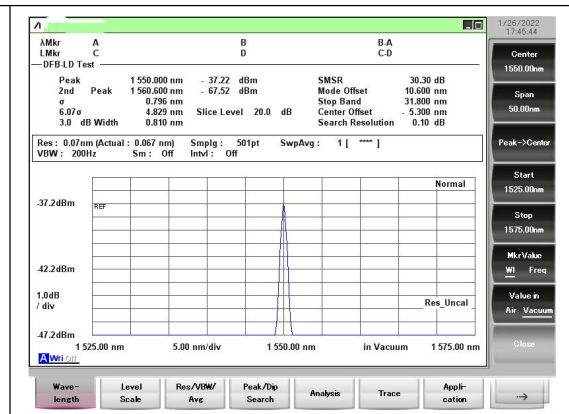 1/26/2022
17:45:44
λMkr A B B-A
LMkr C D C-D
DFB-LD Test
Peak 1 550.000 nm - 37.22 dBm SMSR 30.30 dB
2nd Peak 1 560.600 nm - 67.52 dBm Mode Offset 10.600 nm
σ 0.796 nm Stop Band 31.800 nm
6.07σ 4.829 nm Slice Level 20.0 dB Center Offset - 5.300 nm
3.0 dB Width 0.810 nm Search Resolution 0.10 dB
Res : 0.07nm (Actual : 0.067 nm) Smplg : 501pt SwpAvg : 1 [ **** ]
VBW : 200Hz Sm : Off Intvl : Off
Normal
-37.2dBm
REF
-42.2dBm
1.0dB
/ div
Res_Uncal
-47.2dBm
1 525.00 nm 5.00 nm/div 1 550.00 nm in Vacuum 1 575.00 nm
A Wri Off
Center
1550.00nm
Span
50.00nm
Peak->Center
Start
1525.00nm
Stop
1575.00nm
MkrValue
Wl Freq
Value in
Air Vacuum
Close
Wave-
length
Level
Scale
Res/VBW/
Avg
Peak/Dip
Search
Analysis
Trace
Appli-
cation